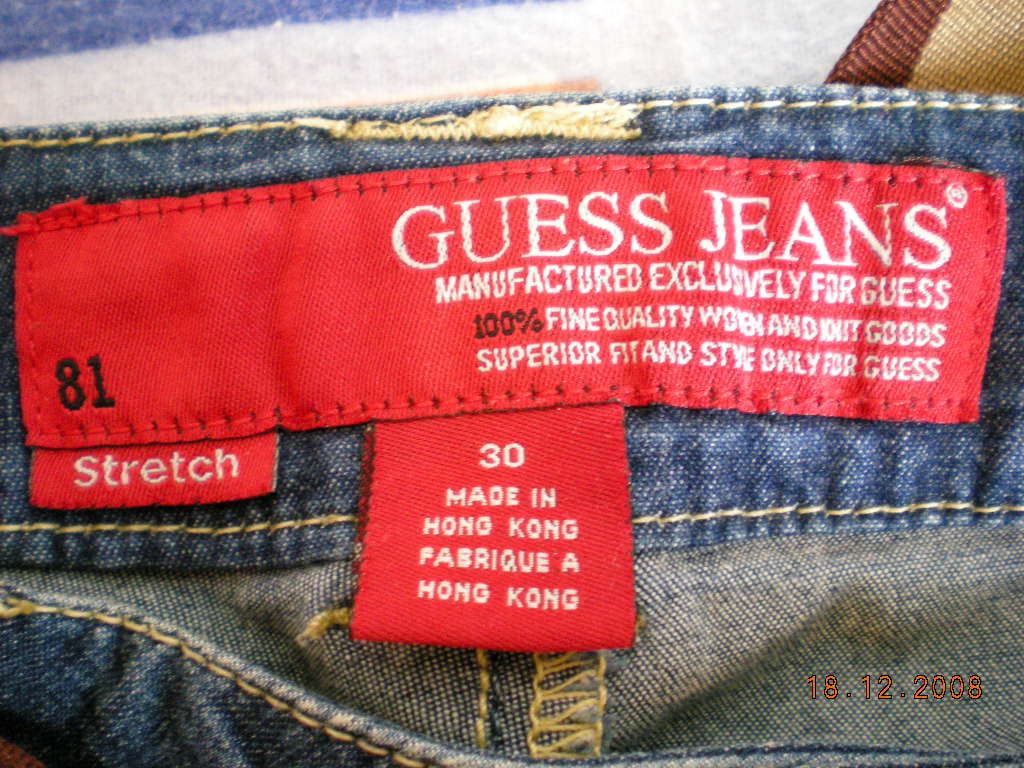 GUESS JEANS®
MANUFACTURED EXCLUSIVELY FOR GUESS
100% FINE QUALITY WOVEN AND KNIT GOODS
SUPERIOR FIT AND STYLE ONLY FOR GUESS
81
Stretch
30
MADE IN
HONG KONG
FABRIQUE A
HONG KONG
18.12.2008